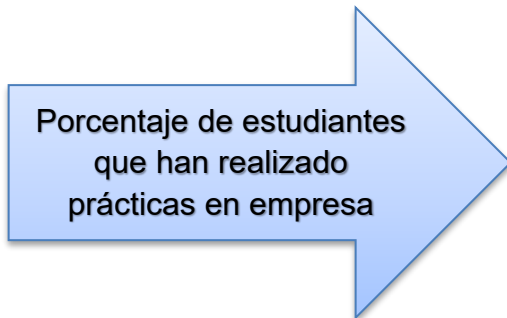 Porcentaje de estudiantes
que han realizado
prácticas en empresa